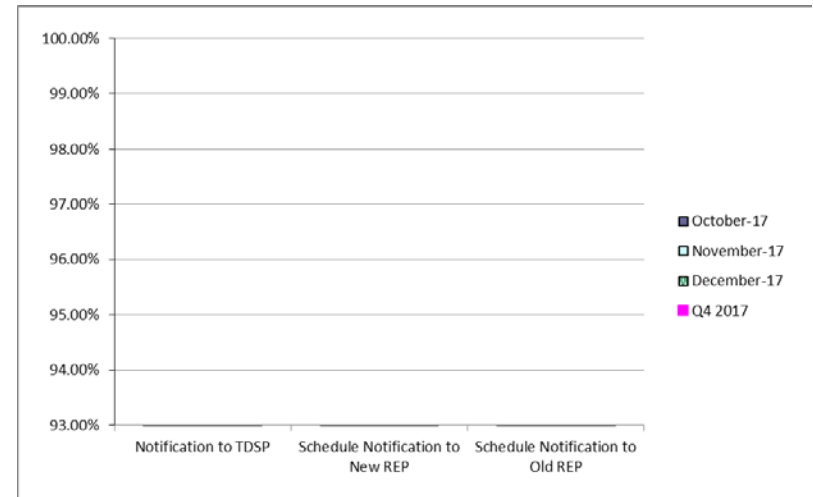 100.00%
99.00%
98.00%
97.00%
96.00%
95.00%
94.00%
93.00%
Notification to TDSP
Schedule Notification to
New REP
Schedule Notification to
Old REP
October-17
November-17
December-17
Q4 2017